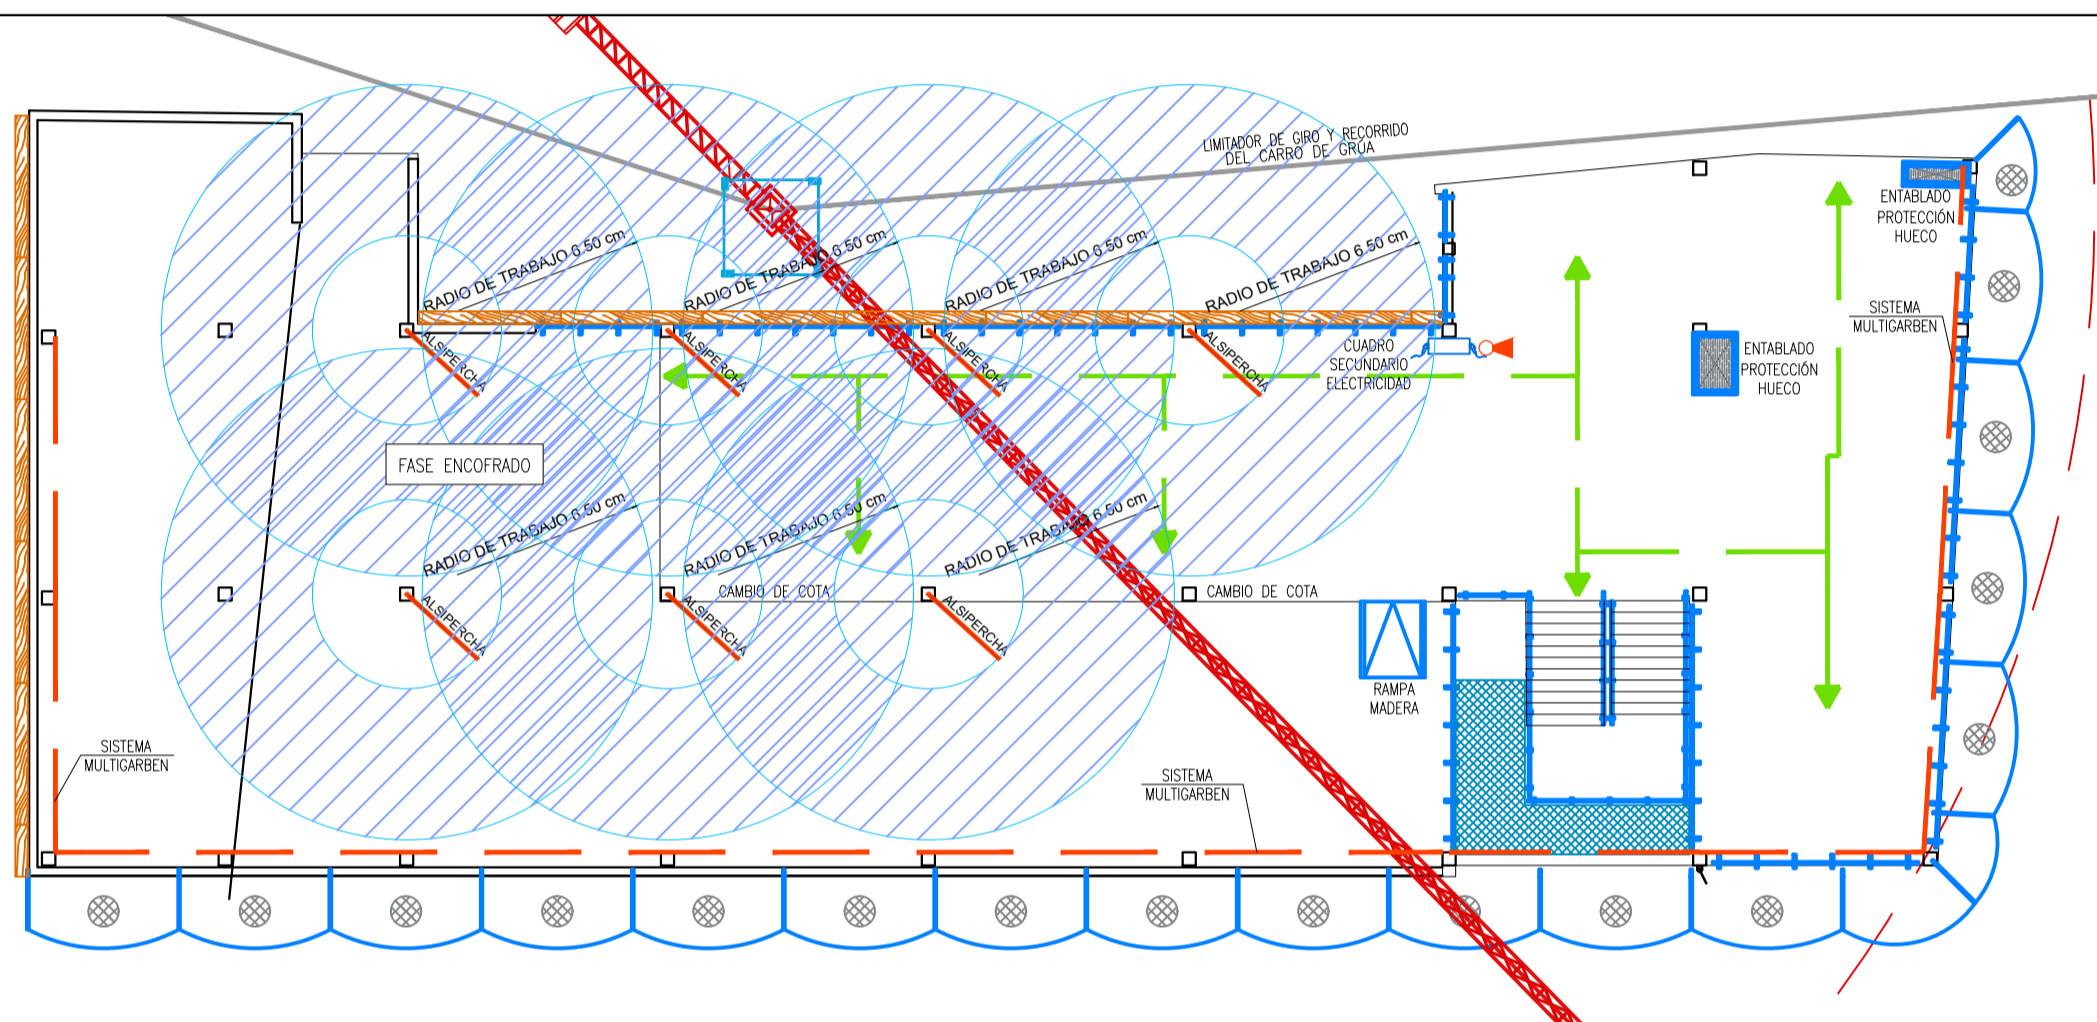 LIMITADOR DE GIRO Y RECORRIDO
DEL CARRO DE GRÚA
ENTABLADO
PROTECCIÓN
HUECO
RADIO DE TRABAJO 6.50 cm
RADIO DE TRABAJO 6.50 cm
RADIO DE TRABAJO 6.50 cm
RADIO DE TRABAJO 6.50 cm
SISTEMA
MULTIGARBEN
ALSIPERCHA
ALSIPERCHA
ALSIPERCHA
ALSIPERCHA
CUADRO
SECUNDARIO
ELECTRICIDAD
ENTABLADO
PROTECCIÓN
HUECO
FASE ENCOFRADO
RADIO DE TRABAJO 6.50 cm
RADIO DE TRABAJO 6.50 cm
RADIO DE TRABAJO 6.50 cm
CAMBIO DE COTA
CAMBIO DE COTA
ALSIPERCHA
ALSIPERCHA
ALSIPERCHA
RAMPA
MADERA
SISTEMA
MULTIGARBEN
SISTEMA
MULTIGARBEN